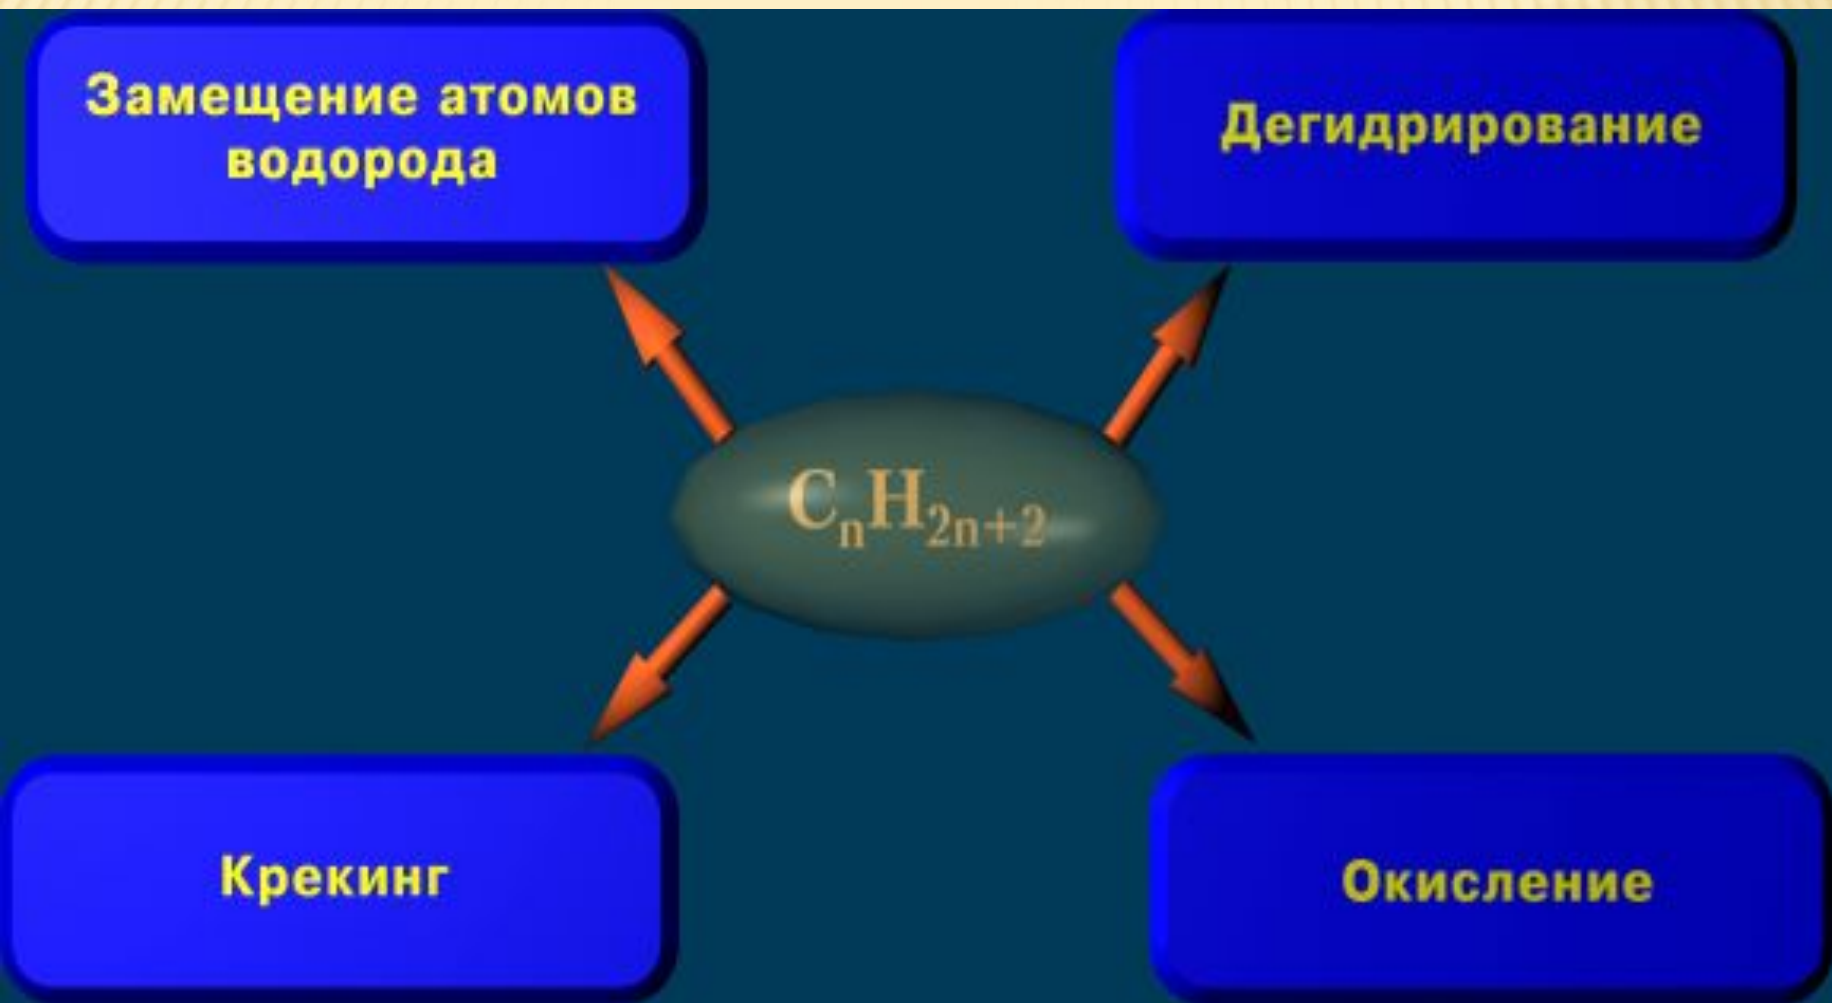 Замещение атомов
водорода
Дегидрирование
CₙH₂ₙ₊₂
Крекинг
Окисление